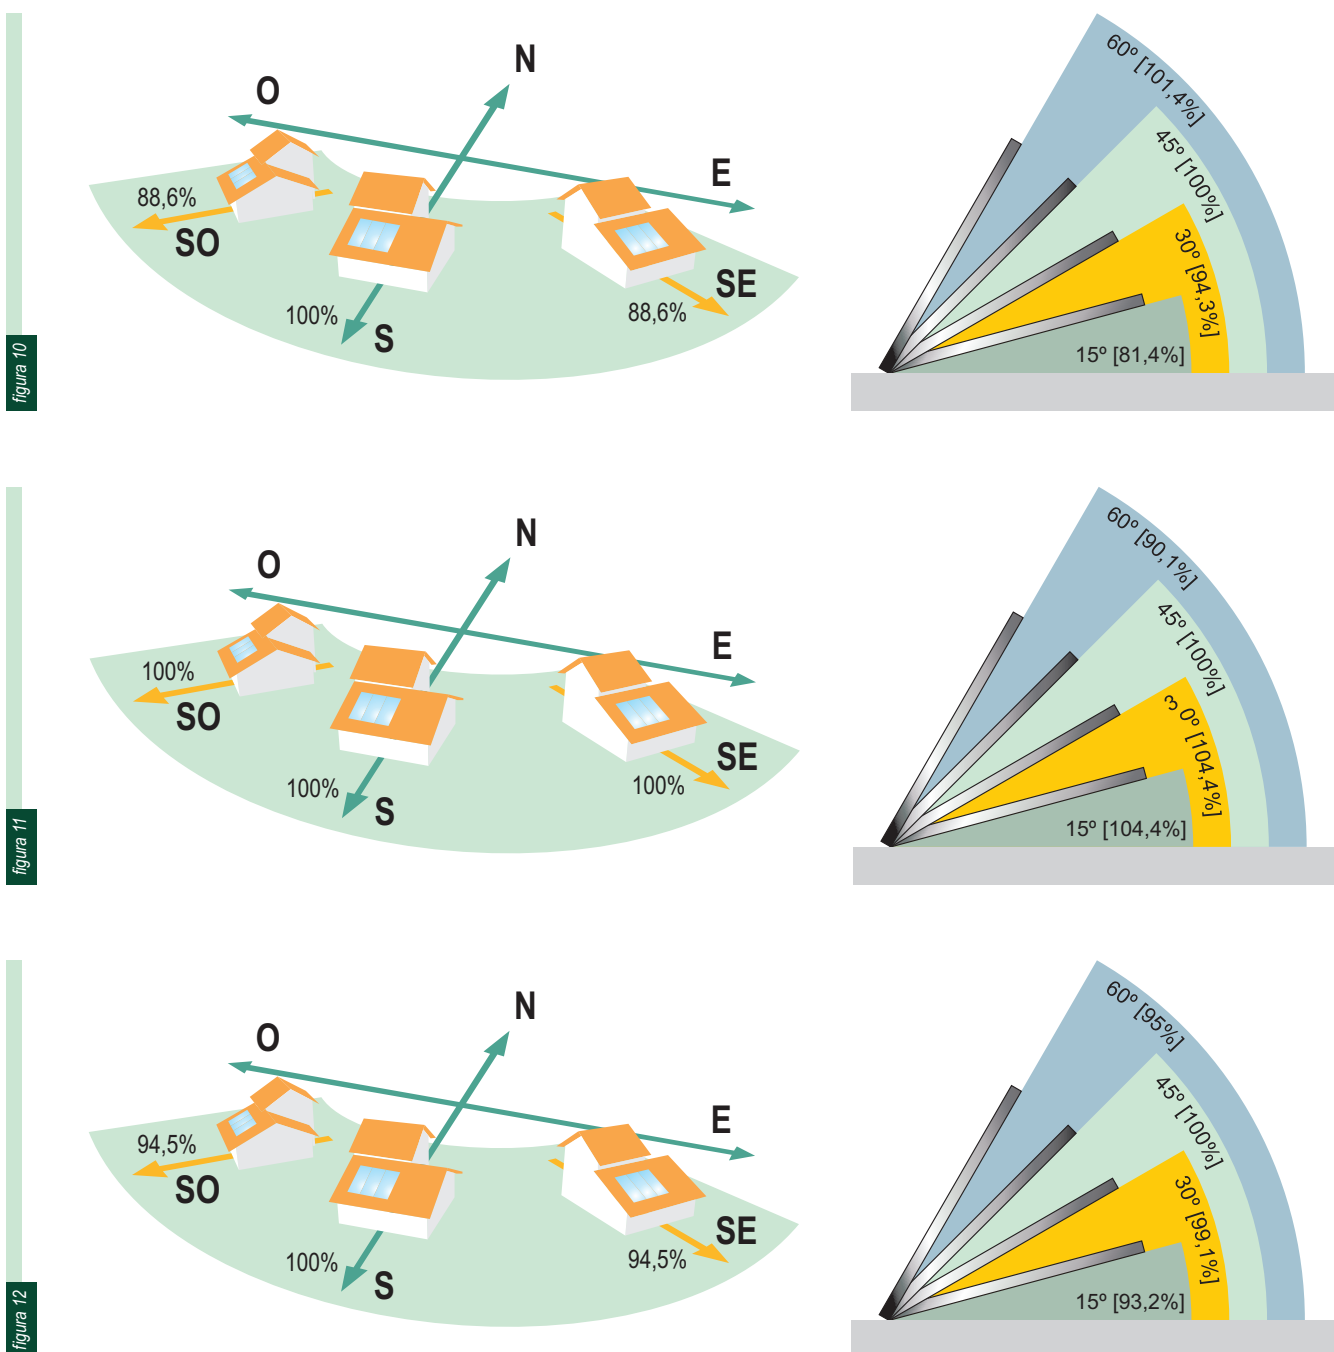 N
O
E
88,6%
SO
SE
88,6%
100%
S
60º [101,4%]
45º [100%]
30º [94,3%]
15º [81,4%]
figura 10
N
O
E
100%
SO
SE
100%
100%
S
60º [90,1%]
45º [100%]
3 0º [104,4%]
15º [104,4%]
figura 11
N
O
E
94,5%
SO
SE
94,5%
100%
S
60º [95%]
45º [100%]
30º [99,1%]
15º [93,2%]
figura 12